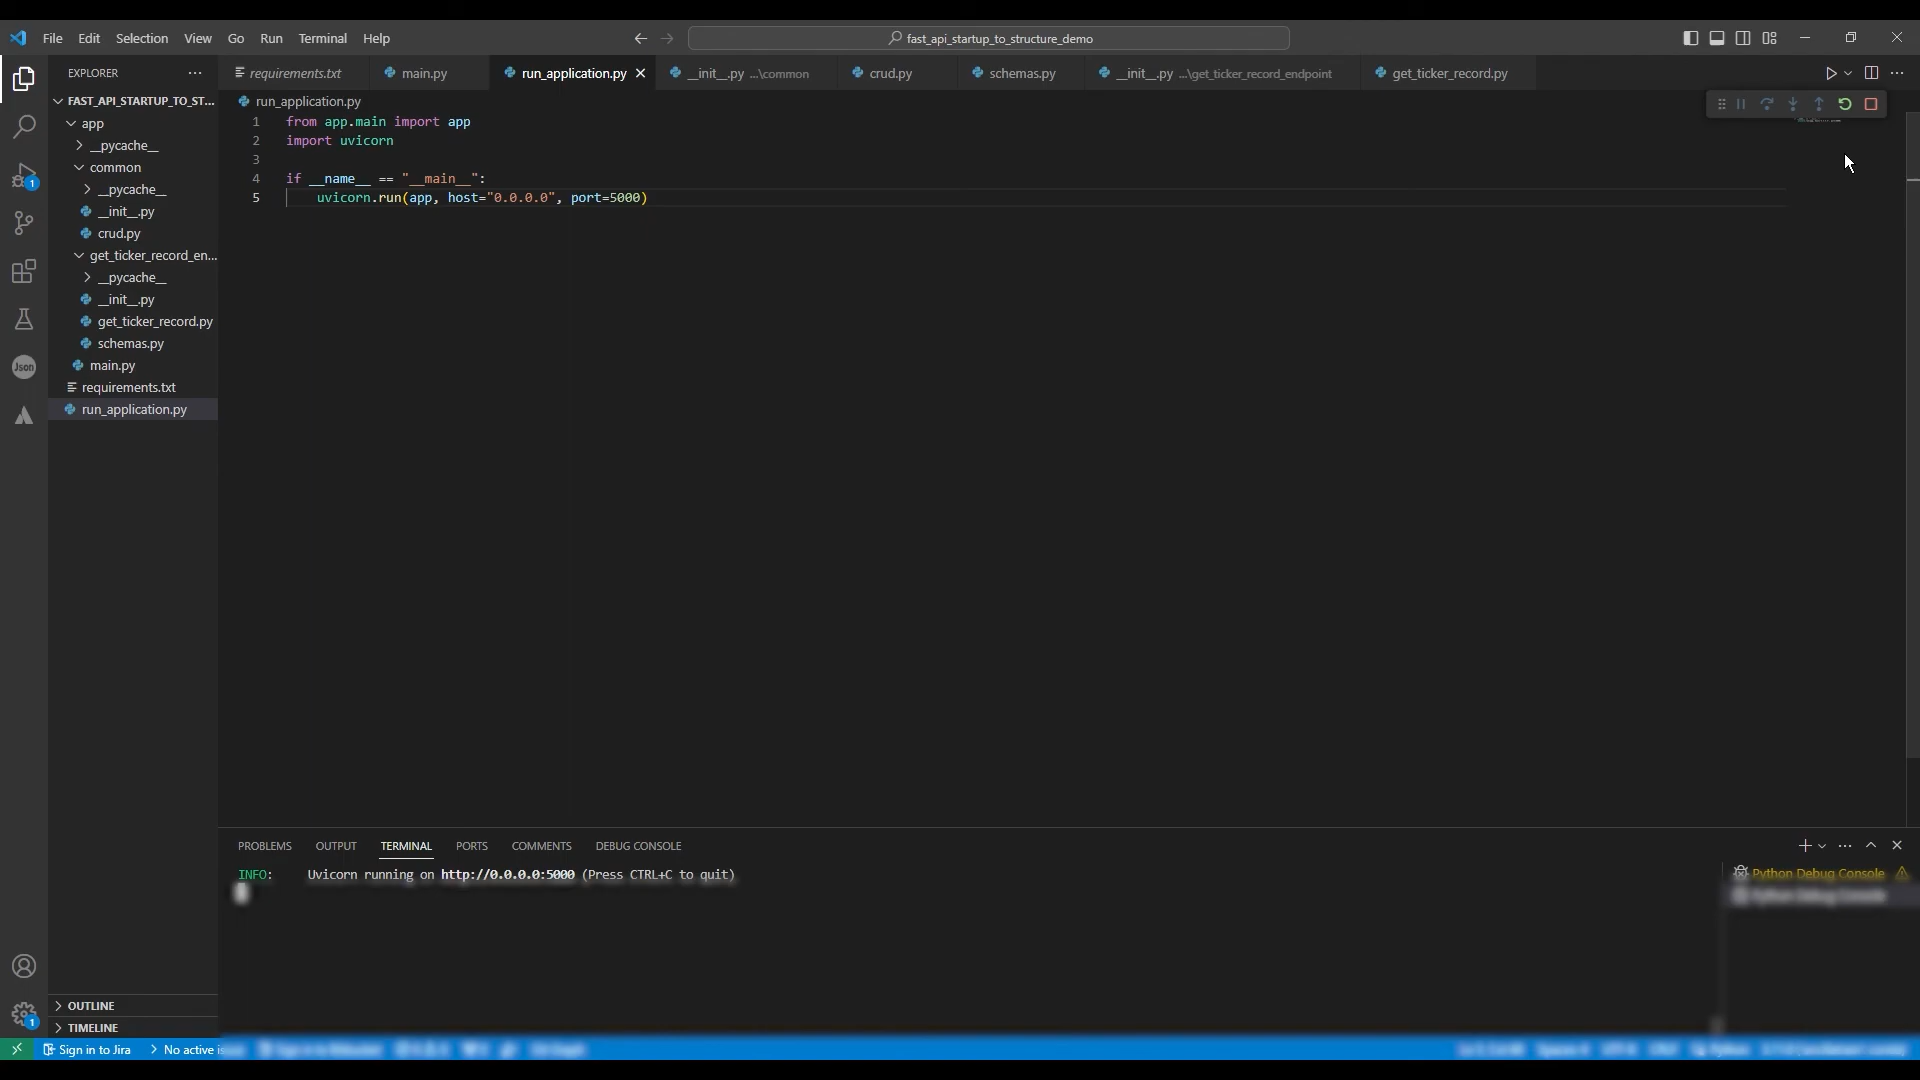 File Edit Selection View Go Run Terminal Help
fast_api_startup_to_structure_demo
EXPLORER
requirements.txt main.py run_application.py __init__.py ...\common crud.py schemas.py __init__.py ...\get_ticker_record_endpoint get_ticker_record.py
FAST_API_STARTUP_TO_ST...
app
__pycache__
common
__pycache__
__init__.py
crud.py
get_ticker_record_en...
__pycache__
__init__.py
get_ticker_record.py
schemas.py
main.py
requirements.txt
run_application.py
OUTLINE
TIMELINE
run_application.py
1 from app.main import app
2 import uvicorn
3
4 if __name__ == "__main__":
5 uvicorn.run(app, host="0.0.0.0", port=5000)
PROBLEMS OUTPUT TERMINAL PORTS COMMENTS DEBUG CONSOLE
INFO: Uvicorn running on http://0.0.0.0:5000 (Press CTRL+C to quit)
Python Debug Console
Json
1
1
Sign in to Jira No active